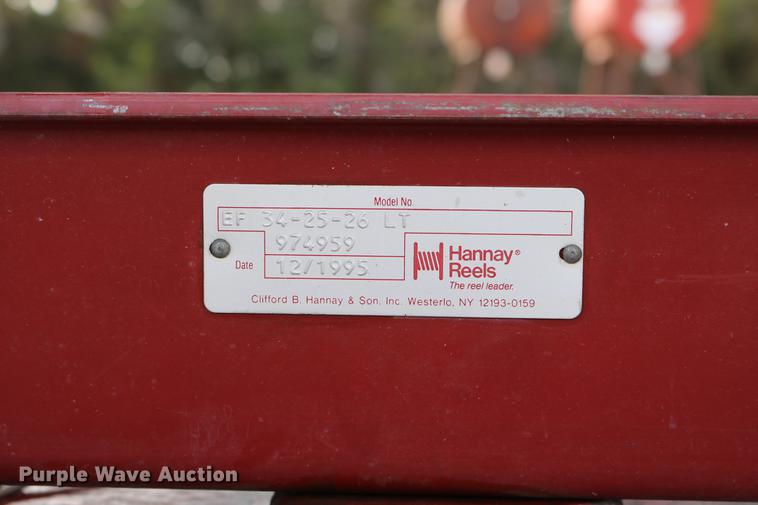 Model No.
EF 34-25-26 LT
974959
Date 12/1995
Hannay®
Reels
The reel leader.
Clifford B. Hannay & Son, Inc. Westerlo, NY 12193-0159
Purple Wave Auction